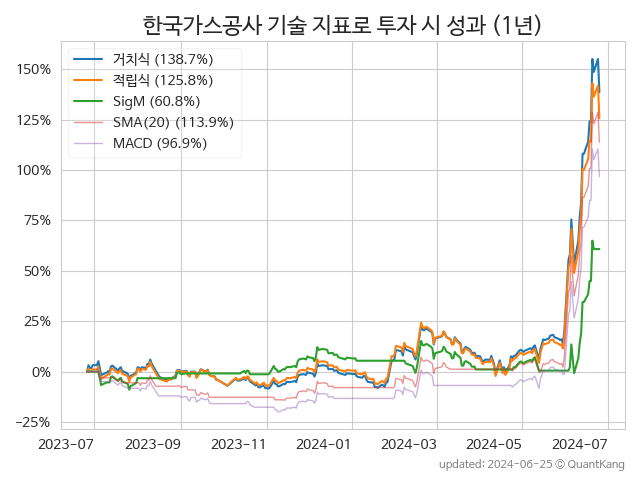 한국가스공사 기술 지표로 투자 시 성과 (1년)
거치식 (138.7%)
적립식 (125.8%)
SigM (60.8%)
SMA(20) (113.9%)
MACD (96.9%)
150%
125%
100%
75%
50%
25%
0%
−25%
2023-07 2023-09 2023-11 2024-01 2024-03 2024-05 2024-07
updated: 2024-06-25 ⓒ QuantKang